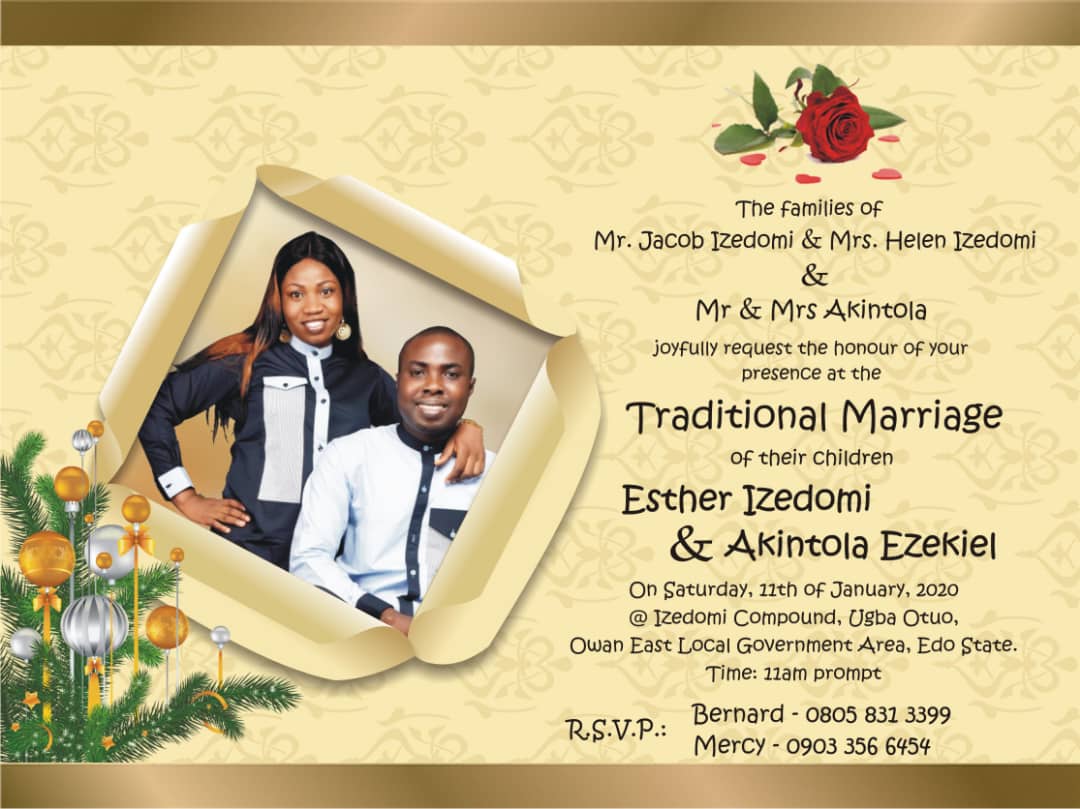 The families of
Mr. Jacob Izedomi & Mrs. Helen Izedomi
&
Mr & Mrs Akintola
joyfully request the honour of your
presence at the
Traditional Marriage
of their children
Esther Izedomi
& Akintola Ezekiel
On Saturday, 11th of January, 2020
@ Izedomi Compound, Ugba Otuo,
Owan East Local Government Area, Edo State.
Time: 11am prompt
R.S.V.P.: Bernard - 0805 831 3399
Mercy - 0903 356 6454